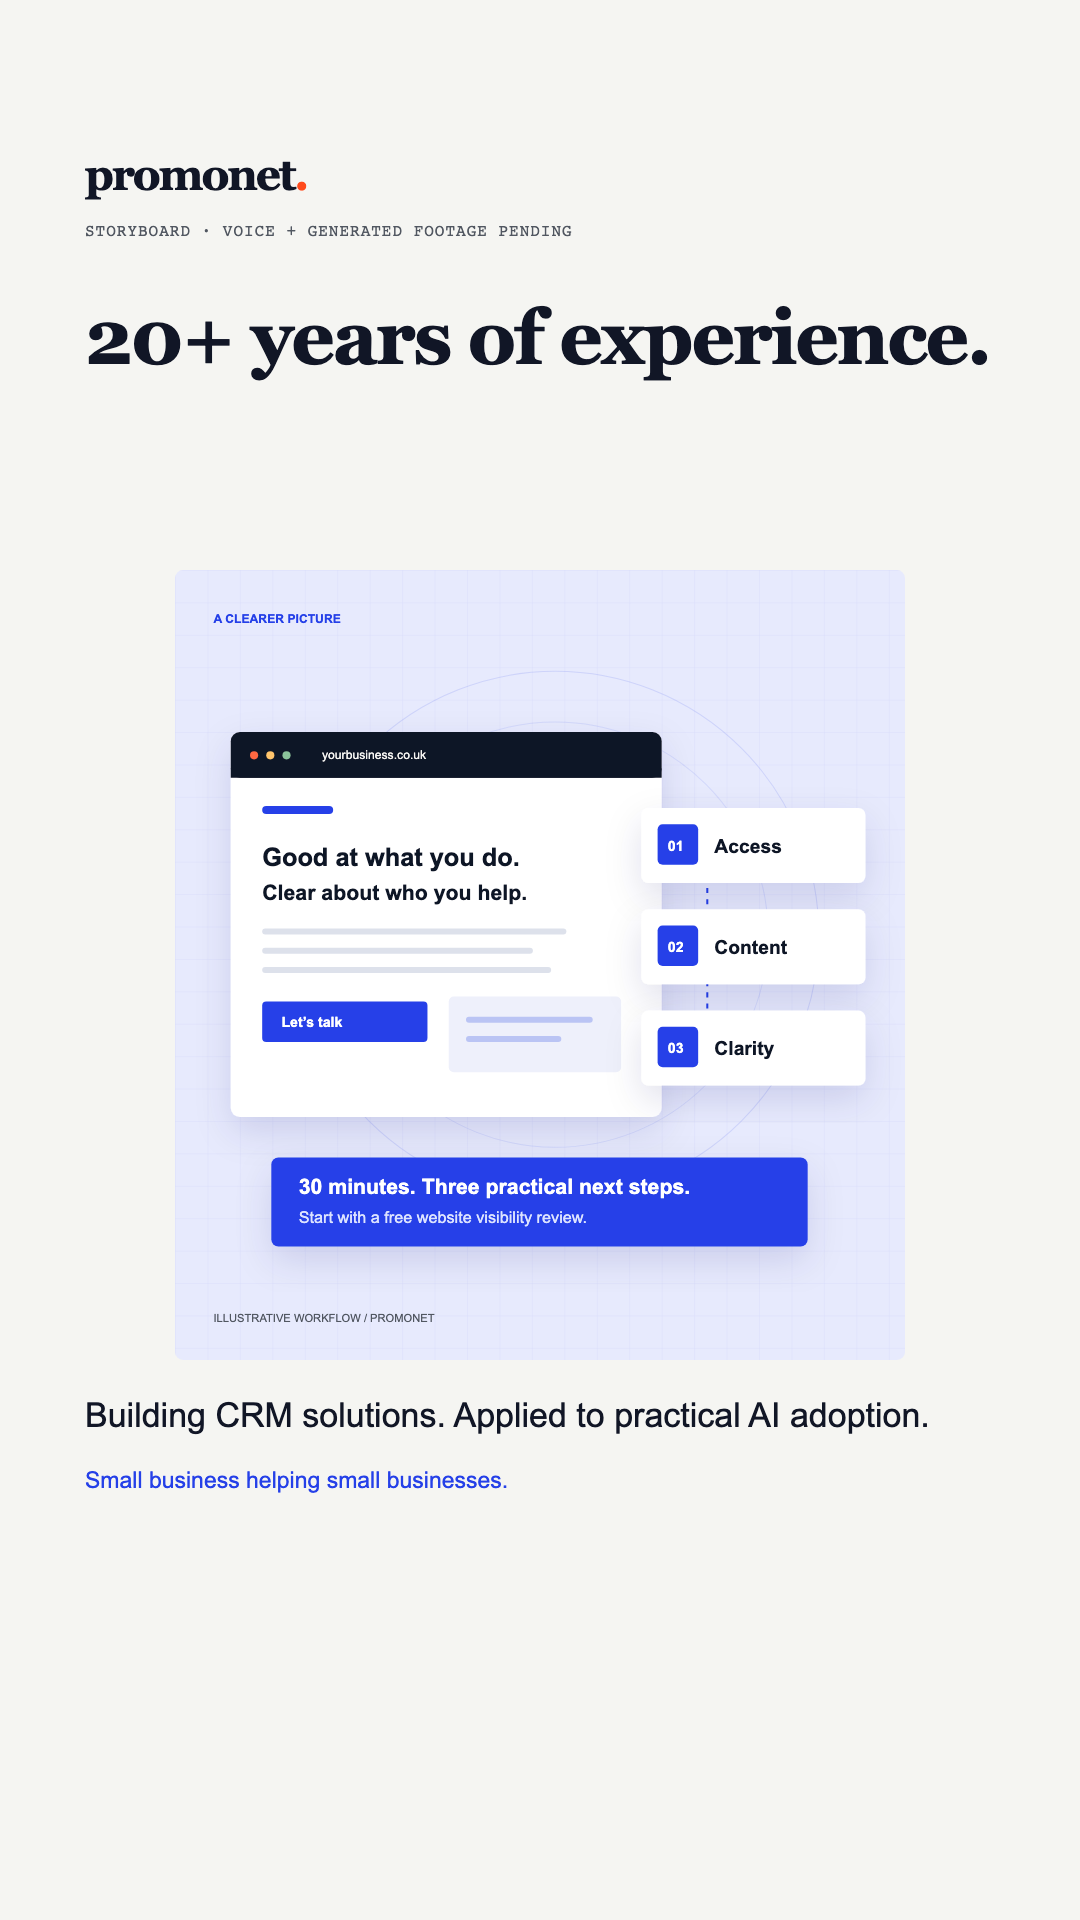 promonet.
STORYBOARD · VOICE + GENERATED FOOTAGE PENDING
20+ years of experience.
A CLEARER PICTURE
yourbusiness.co.uk
Good at what you do.
Clear about who you help.
Let’s talk
01 Access
02 Content
03 Clarity
30 minutes. Three practical next steps.
Start with a free website visibility review.
ILLUSTRATIVE WORKFLOW / PROMONET
Building CRM solutions. Applied to practical AI adoption.
Small business helping small businesses.